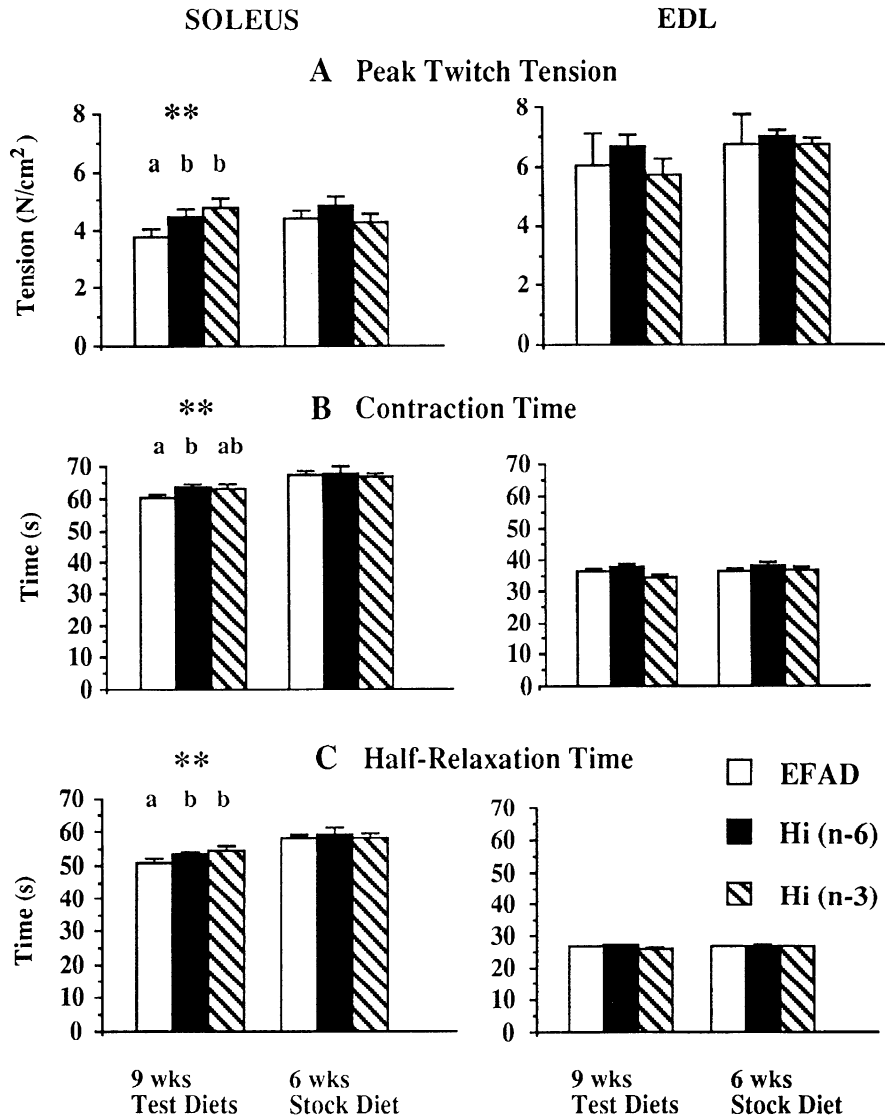 SOLEUS EDL
A Peak Twitch Tension
Tension (N/cm²)
8
6
4
2
0
**
a b b
8
6
4
2
0
B Contraction Time
Time (s)
70
60
50
40
30
20
10
0
**
a b ab
70
60
50
40
30
20
10
0
C Half-Relaxation Time
Time (s)
70
60
50
40
30
20
10
0
**
a b b
70
60
50
40
30
20
10
0
EFAD
Hi (n-6)
Hi (n-3)
9 wks 6 wks
Test Diets Stock Diet
9 wks 6 wks
Test Diets Stock Diet